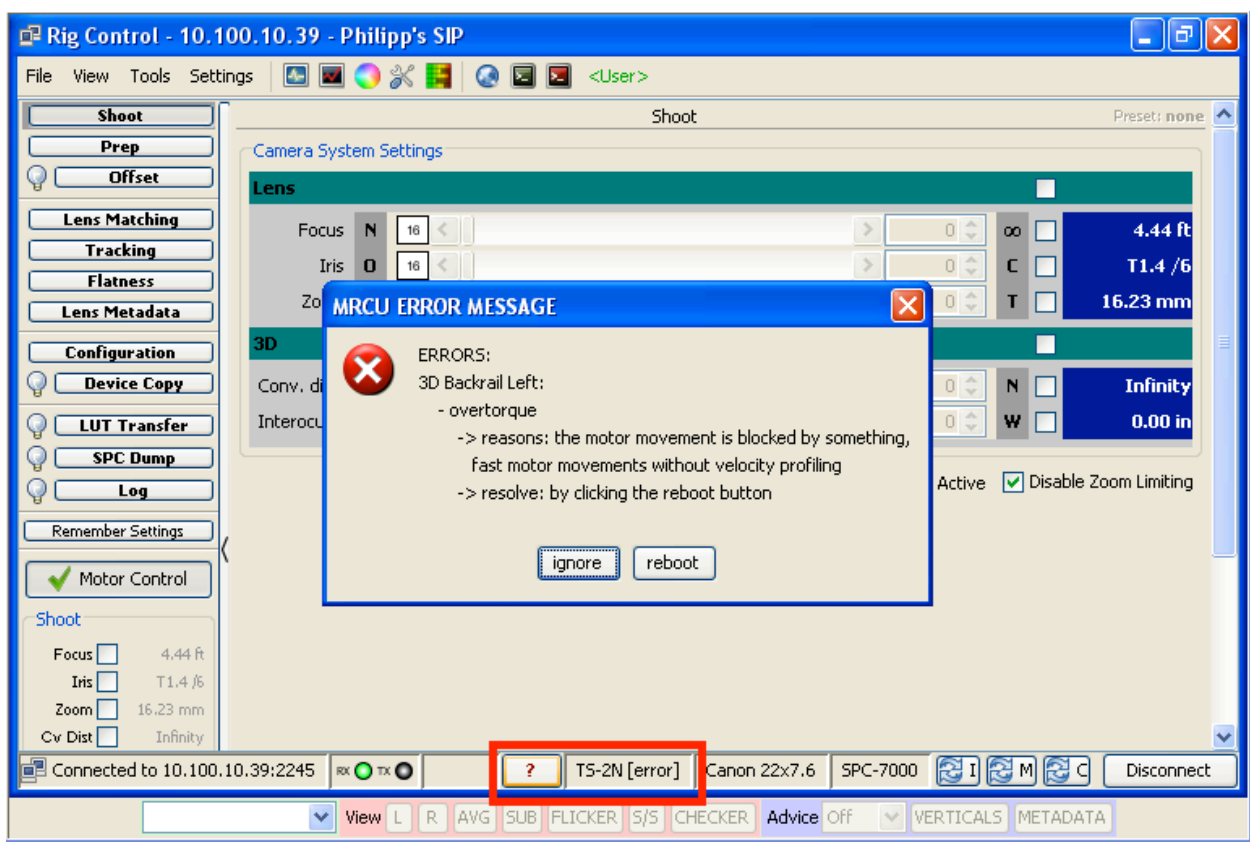 Rig Control - 10.100.10.39 - Philipp's SIP
File View Tools Settings <User>
Shoot
Prep
Offset
Lens Matching
Tracking
Flatness
Lens Metadata
Configuration
Device Copy
LUT Transfer
SPC Dump
Log
Remember Settings
Motor Control
Shoot
Focus 4.44 ft
Iris T1.4 /6
Zoom 16.23 mm
Cv Dist Infinity
Shoot Preset: none
Camera System Settings
Lens
Focus N 16 0 ∞ 4.44 ft
Iris O 16 0 C T1.4 /6
Zo 0 T 16.23 mm
3D
Conv. di 0 N Infinity
Interocu 0 W 0.00 in
Active Disable Zoom Limiting
MRCU ERROR MESSAGE
ERRORS:
3D Backrail Left:
- overtorque
-> reasons: the motor movement is blocked by something,
fast motor movements without velocity profiling
-> resolve: by clicking the reboot button
ignore reboot
Connected to 10.100.10.39:2245 RX TX ? TS-2N [error] Canon 22x7.6 SPC-7000 I M C Disconnect
View L R AVG SUB FLICKER S/S CHECKER Advice Off VERTICALS METADATA